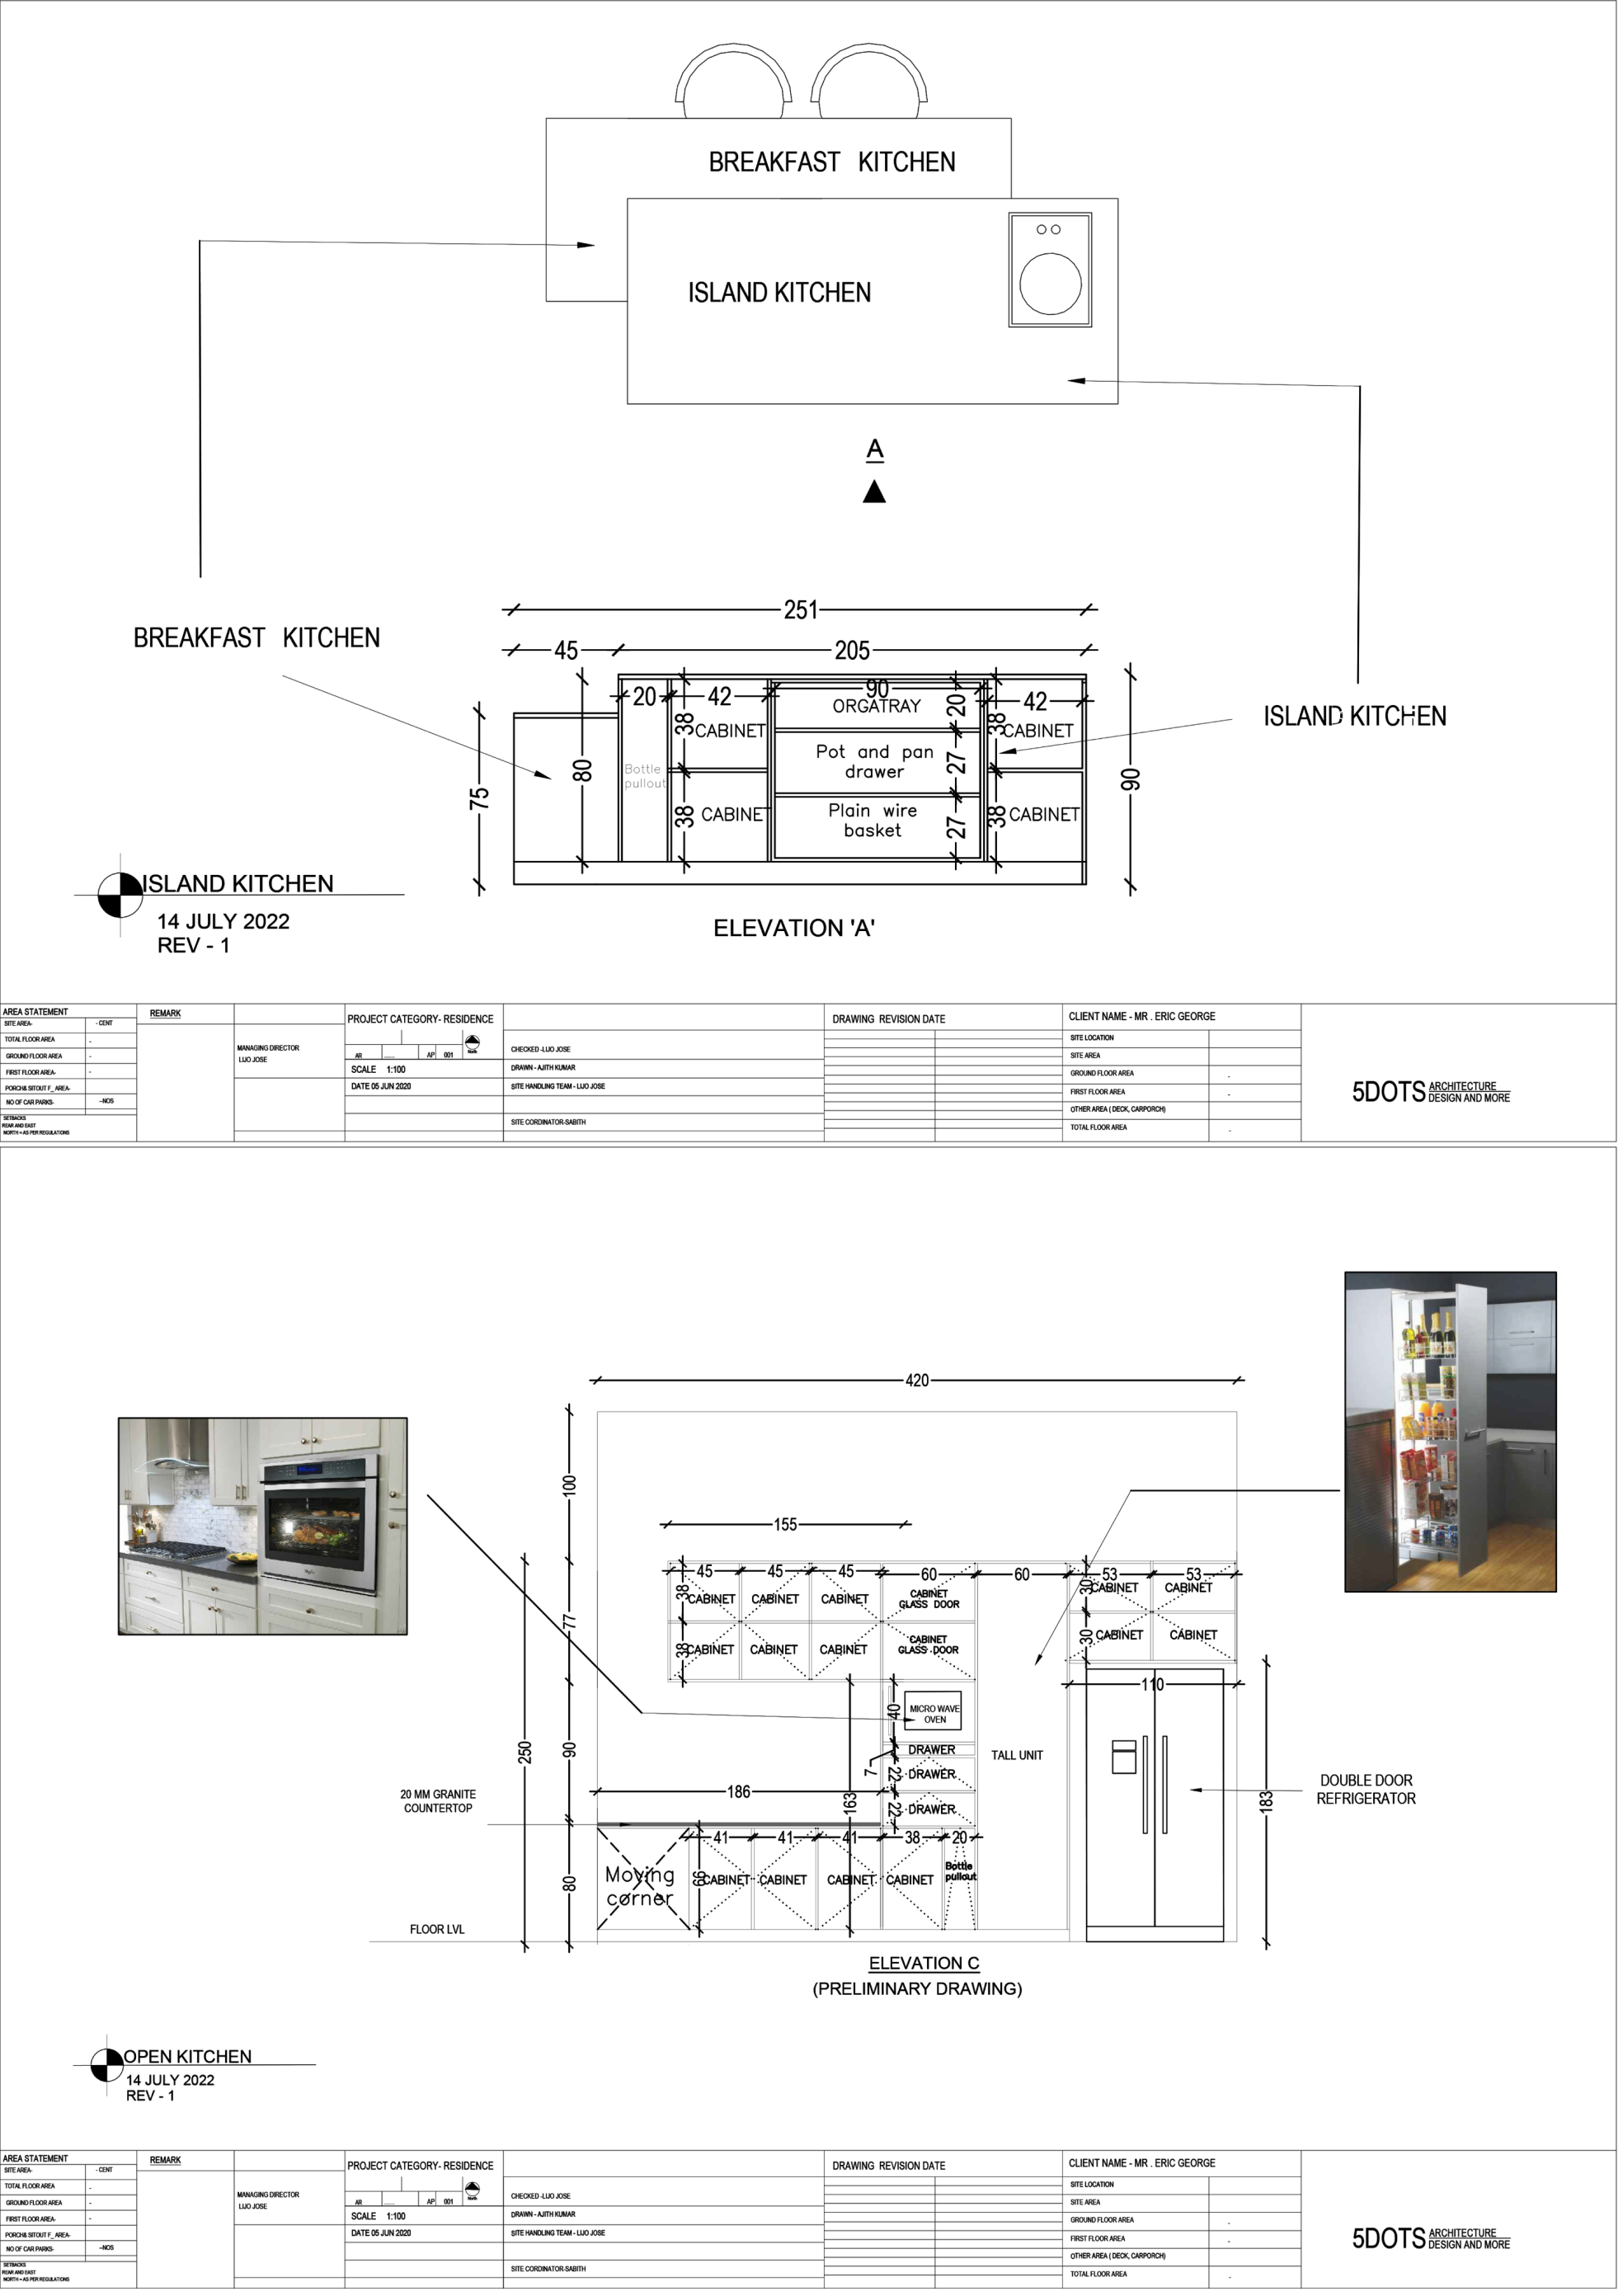 BREAKFAST KITCHEN
ISLAND KITCHEN
A
BREAKFAST KITCHEN
ISLAND KITCHEN
251
45
205
20
42
90
20
42
ORGATRAY
38
CABINET
38
CABINET
Pot and pan
drawer
27
80
Bottle
pullout
75
90
38
CABINET
Plain wire
basket
27
38
CABINET
ELEVATION 'A'
ISLAND KITCHEN
14 JULY 2022
REV - 1
AREA STATEMENT
SITE AREA-
- CENT
TOTAL FLOOR AREA
-
GROUND FLOOR AREA
-
FIRST FLOOR AREA-
-
PORCH& SITOUT F_ AREA-
NO OF CAR PARKS-
--NOS
SETBACKS
REAR AND EAST
NORTH = AS PER REGULATIONS
REMARK
MANAGING DIRECTOR
LIJO JOSE
PROJECT CATEGORY- RESIDENCE
AR
AP
001
North
SCALE 1:100
DATE 05 JUN 2020
CHECKED -LIJO JOSE
DRAWN - AJITH KUMAR
SITE HANDLING TEAM - LIJO JOSE
SITE CORDINATOR-SABITH
DRAWING REVISION DATE
CLIENT NAME - MR . ERIC GEORGE
SITE LOCATION
SITE AREA
GROUND FLOOR AREA
-
FIRST FLOOR AREA
-
OTHER AREA ( DECK, CARPORCH)
TOTAL FLOOR AREA
-
5DOTS ARCHITECTURE
DESIGN AND MORE
420
100
155
45
45
45
60
60
53
53
38
CABINET
CABINET
CABINET
CABINET
GLASS DOOR
30
CABINET
CABINET
77
38
CABINET
CABINET
CABINET
CABINET
GLASS DOOR
30
CABINET
CABINET
110
40
MICRO WAVE
OVEN
250
90
DRAWER
TALL UNIT
7
22
DRAWER
186
163
22
DRAWER
183
DOUBLE DOOR
REFRIGERATOR
20 MM GRANITE
COUNTERTOP
41
41
41
38
20
80
Moving
corner
66
CABINET
CABINET
CABINET
CABINET
Bottle
pullout
FLOOR LVL
ELEVATION C
(PRELIMINARY DRAWING)
OPEN KITCHEN
14 JULY 2022
REV - 1
AREA STATEMENT
SITE AREA-
- CENT
TOTAL FLOOR AREA
-
GROUND FLOOR AREA
-
FIRST FLOOR AREA-
-
PORCH& SITOUT F_ AREA-
NO OF CAR PARKS-
--NOS
SETBACKS
REAR AND EAST
NORTH = AS PER REGULATIONS
REMARK
MANAGING DIRECTOR
LIJO JOSE
PROJECT CATEGORY- RESIDENCE
AR
AP
001
North
SCALE 1:100
DATE 05 JUN 2020
CHECKED -LIJO JOSE
DRAWN - AJITH KUMAR
SITE HANDLING TEAM - LIJO JOSE
SITE CORDINATOR-SABITH
DRAWING REVISION DATE
CLIENT NAME - MR . ERIC GEORGE
SITE LOCATION
SITE AREA
GROUND FLOOR AREA
-
FIRST FLOOR AREA
-
OTHER AREA ( DECK, CARPORCH)
TOTAL FLOOR AREA
-
5DOTS ARCHITECTURE
DESIGN AND MORE